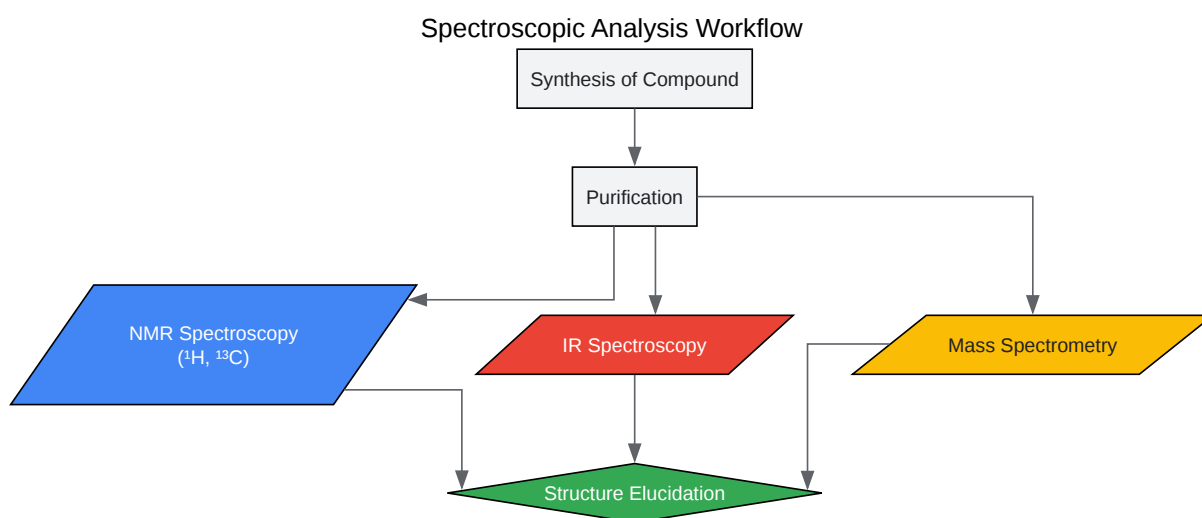 Spectroscopic Analysis Workflow
Synthesis of Compound
Purification
NMR Spectroscopy
(¹H, ¹³C)
IR Spectroscopy
Mass Spectrometry
Structure Elucidation